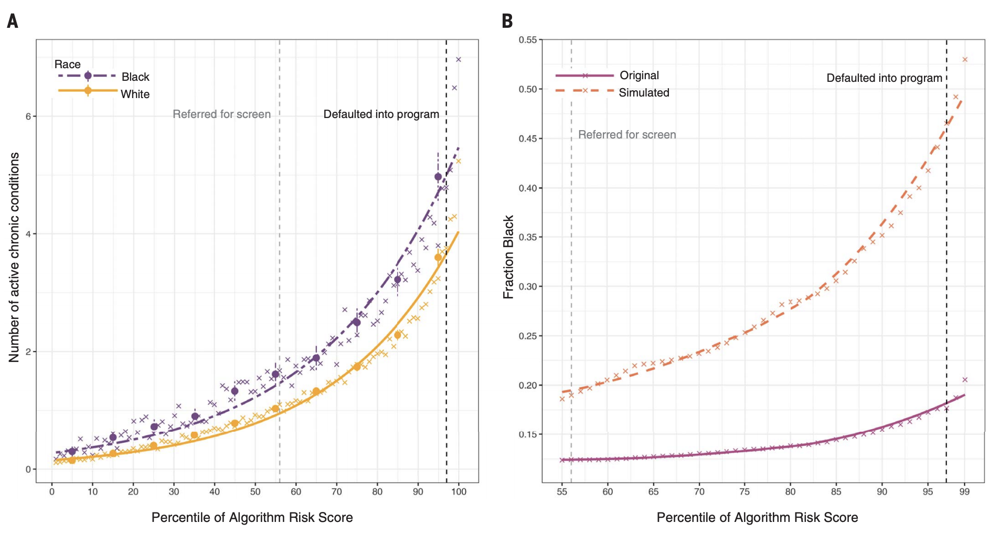 A
Race
Black
White
Referred for screen
Defaulted into program
Number of active chronic conditions
6
4
2
0
0 10 20 30 40 50 60 70 80 90 100
Percentile of Algorithm Risk Score
B
Original
Simulated
Defaulted into program
Referred for screen
Fraction Black
0.55
0.50
0.45
0.40
0.35
0.30
0.25
0.20
0.15
55 60 65 70 75 80 85 90 95 99
Percentile of Algorithm Risk Score